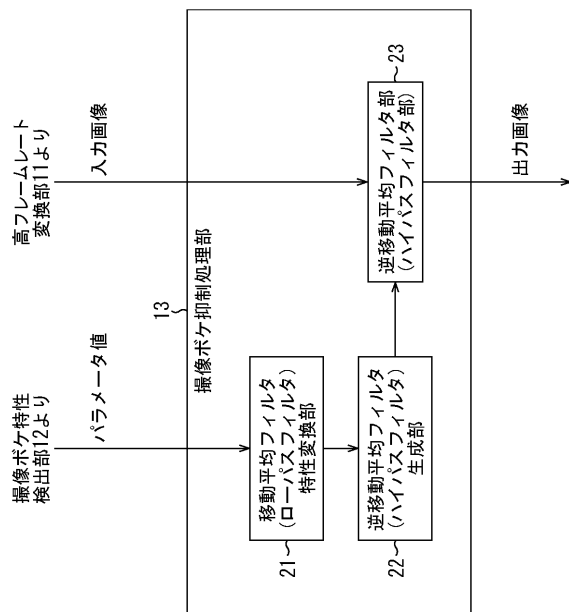 撮像ボケ特性
検出部12より
パラメータ値
高フレームレート
変換部11より
入力画像
13
撮像ボケ抑制処理部
移動平均フィルタ
(ローパスフィルタ)
特性変換部
21
逆移動平均フィルタ
(ハイパスフィルタ)
生成部
22
逆移動平均フィルタ部
(ハイパスフィルタ部)
23
出力画像